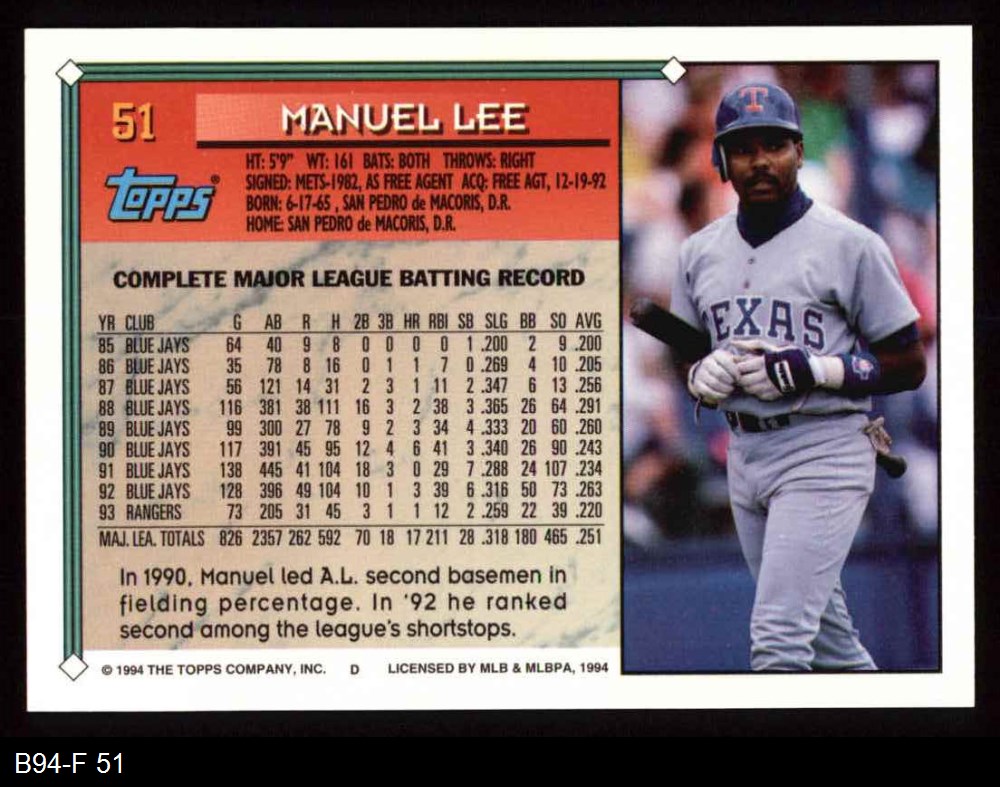 51
MANUEL LEE
Topps®
HT: 5'9" WT: 161 BATS: BOTH THROWS: RIGHT
SIGNED: METS-1982, AS FREE AGENT ACQ: FREE AGT, 12-19-92
BORN: 6-17-65 , SAN PEDRO de MACORIS, D.R.
HOME: SAN PEDRO de MACORIS, D.R.
COMPLETE MAJOR LEAGUE BATTING RECORD
YR CLUB G AB R H 2B 3B HR RBI SB SLG BB SO AVG
85 BLUE JAYS 64 40 9 8 0 0 0 0 1 .200 2 9 .200
86 BLUE JAYS 35 78 8 16 0 1 1 7 0 .269 4 10 .205
87 BLUE JAYS 56 121 14 31 2 3 1 11 2 .347 6 13 .256
88 BLUE JAYS 116 381 38 111 16 3 2 38 3 .365 26 64 .291
89 BLUE JAYS 99 300 27 78 9 2 3 34 4 .333 20 60 .260
90 BLUE JAYS 117 391 45 95 12 4 6 41 3 .340 26 90 .243
91 BLUE JAYS 138 445 41 104 18 3 0 29 7 .288 24 107 .234
92 BLUE JAYS 128 396 49 104 10 1 3 39 6 .316 50 73 .263
93 RANGERS 73 205 31 45 3 1 1 12 2 .259 22 39 .220
MAJ. LEA. TOTALS 826 2357 262 592 70 18 17 211 28 .318 180 465 .251
In 1990, Manuel led A.L. second basemen in
fielding percentage. In '92 he ranked
second among the league's shortstops.
© 1994 THE TOPPS COMPANY, INC. D LICENSED BY MLB & MLBPA, 1994
T
TEXAS
B94-F 51